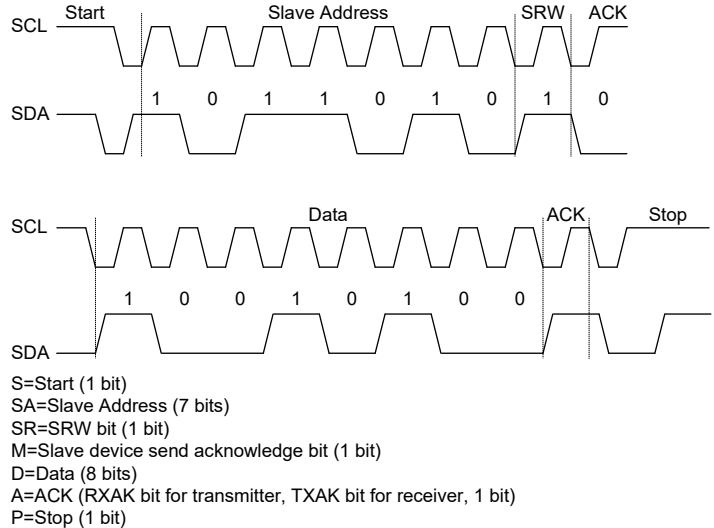 Start Slave Address SRW ACK
SCL
1 0 1 1 0 1 0 1 0
SDA
Data ACK Stop
SCL
1 0 0 1 0 1 0 0
SDA
S=Start (1 bit)
SA=Slave Address (7 bits)
SR=SRW bit (1 bit)
M=Slave device send acknowledge bit (1 bit)
D=Data (8 bits)
A=ACK (RXAK bit for transmitter, TXAK bit for receiver, 1 bit)
P=Stop (1 bit)